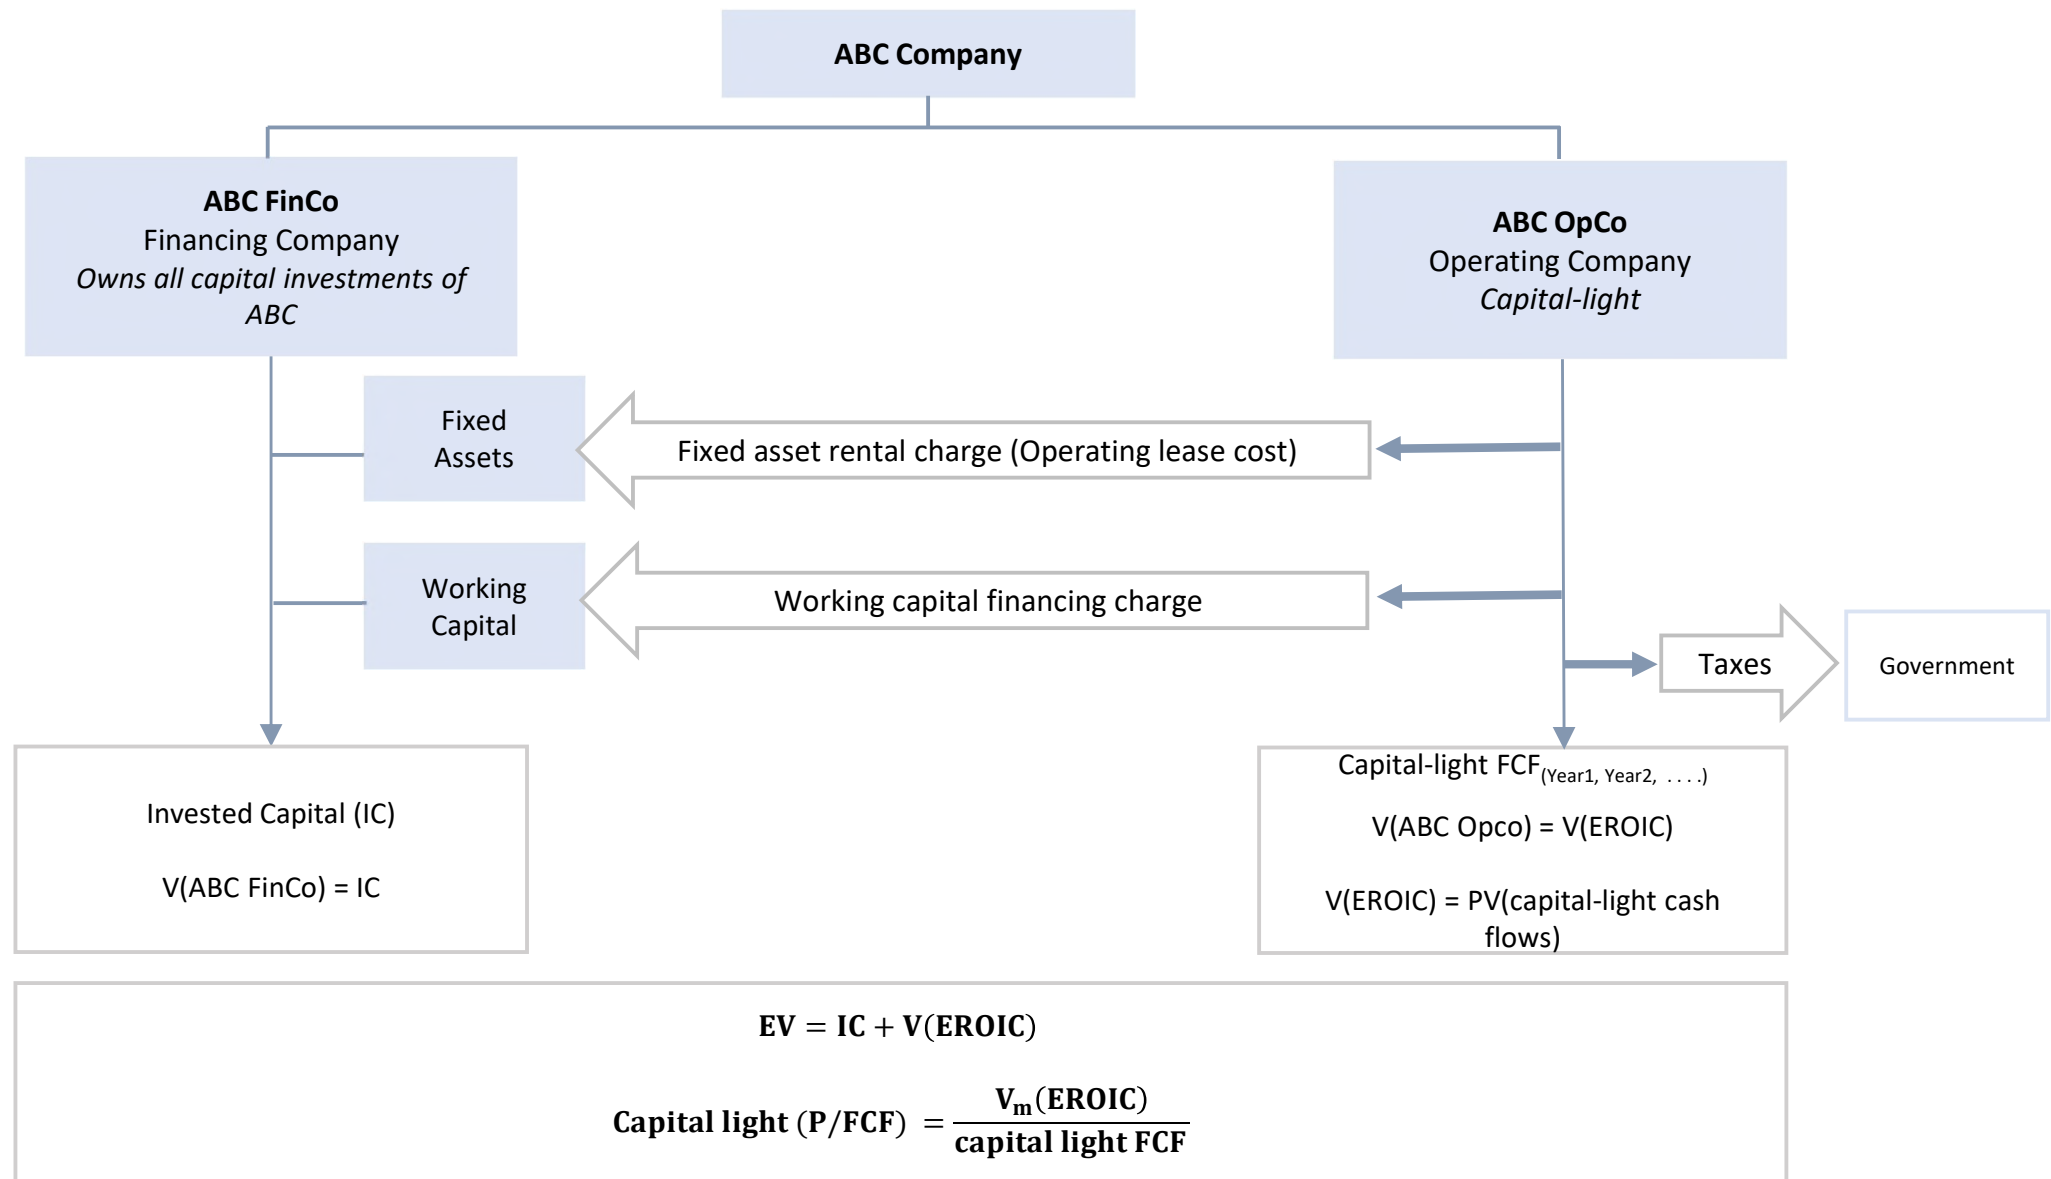 ABC Company
ABC FinCo
Financing Company
Owns all capital investments of
ABC
ABC OpCo
Operating Company
Capital-light
Fixed
Assets
Fixed asset rental charge (Operating lease cost)
Working
Capital
Working capital financing charge
Taxes
Government
Invested Capital (IC)
V(ABC FinCo) = IC
Capital-light FCF(Year1, Year2, . . . .)
V(ABC Opco) = V(EROIC)
V(EROIC) = PV(capital-light cash
flows)
EV = IC + V(EROIC)
Capital light (P/FCF) = Vm(EROIC)
capital light FCF